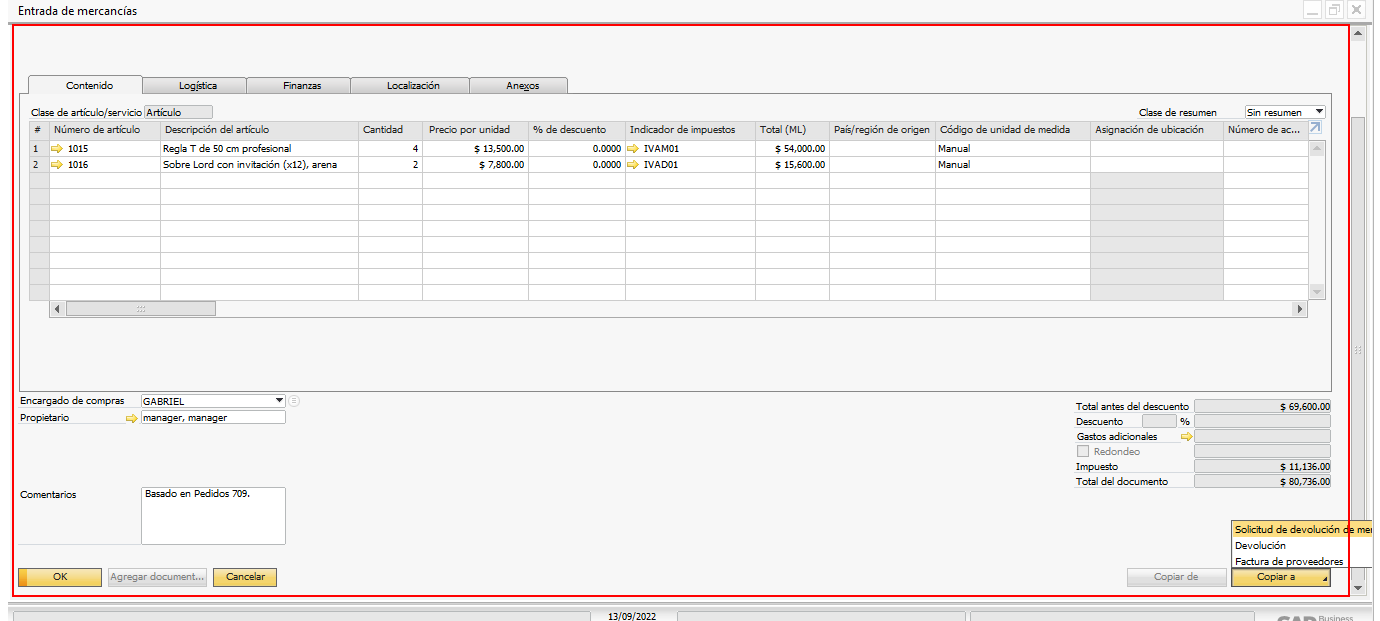 Entrada de mercancías
Contenido Logística Finanzas Localización Anexos
Clase de artículo/servicio Artículo Clase de resumen Sin resumen
# Número de artículo Descripción del artículo Cantidad Precio por unidad % de descuento Indicador de impuestos Total (ML) País/región de origen Código de unidad de medida Asignación de ubicación Número de ac...
1 1015 Regla T de 50 cm profesional 4 $ 13,500.00 0.0000 IVAM01 $ 54,000.00 Manual
2 1016 Sobre Lord con invitación (x12), arena 2 $ 7,800.00 0.0000 IVAD01 $ 15,600.00 Manual
Encargado de compras GABRIEL
Propietario manager, manager
Total antes del descuento $ 69,600.00
Descuento %
Gastos adicionales
Redondeo
Impuesto $ 11,136.00
Total del documento $ 80,736.00
Comentarios Basado en Pedidos 709.
Solicitud de devolución de mer
Devolución
Factura de proveedores
OK Agregar document... Cancelar Copiar de Copiar a
13/09/2022
SAP Business